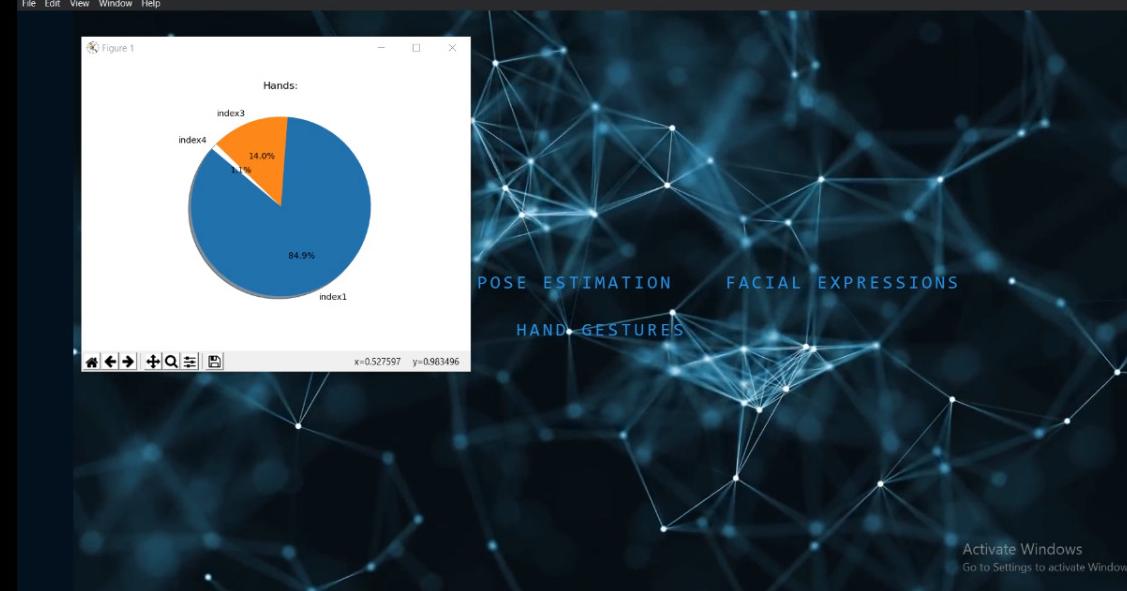 File Edit View Window Help
Figure 1
Hands:
index3
index4
14.0%
1.1%
84.9%
index1
POSE ESTIMATION FACIAL EXPRESSIONS
HAND GESTURES
x=0.527597 y=0.983496
Activate Windows
Go to Settings to activate Window